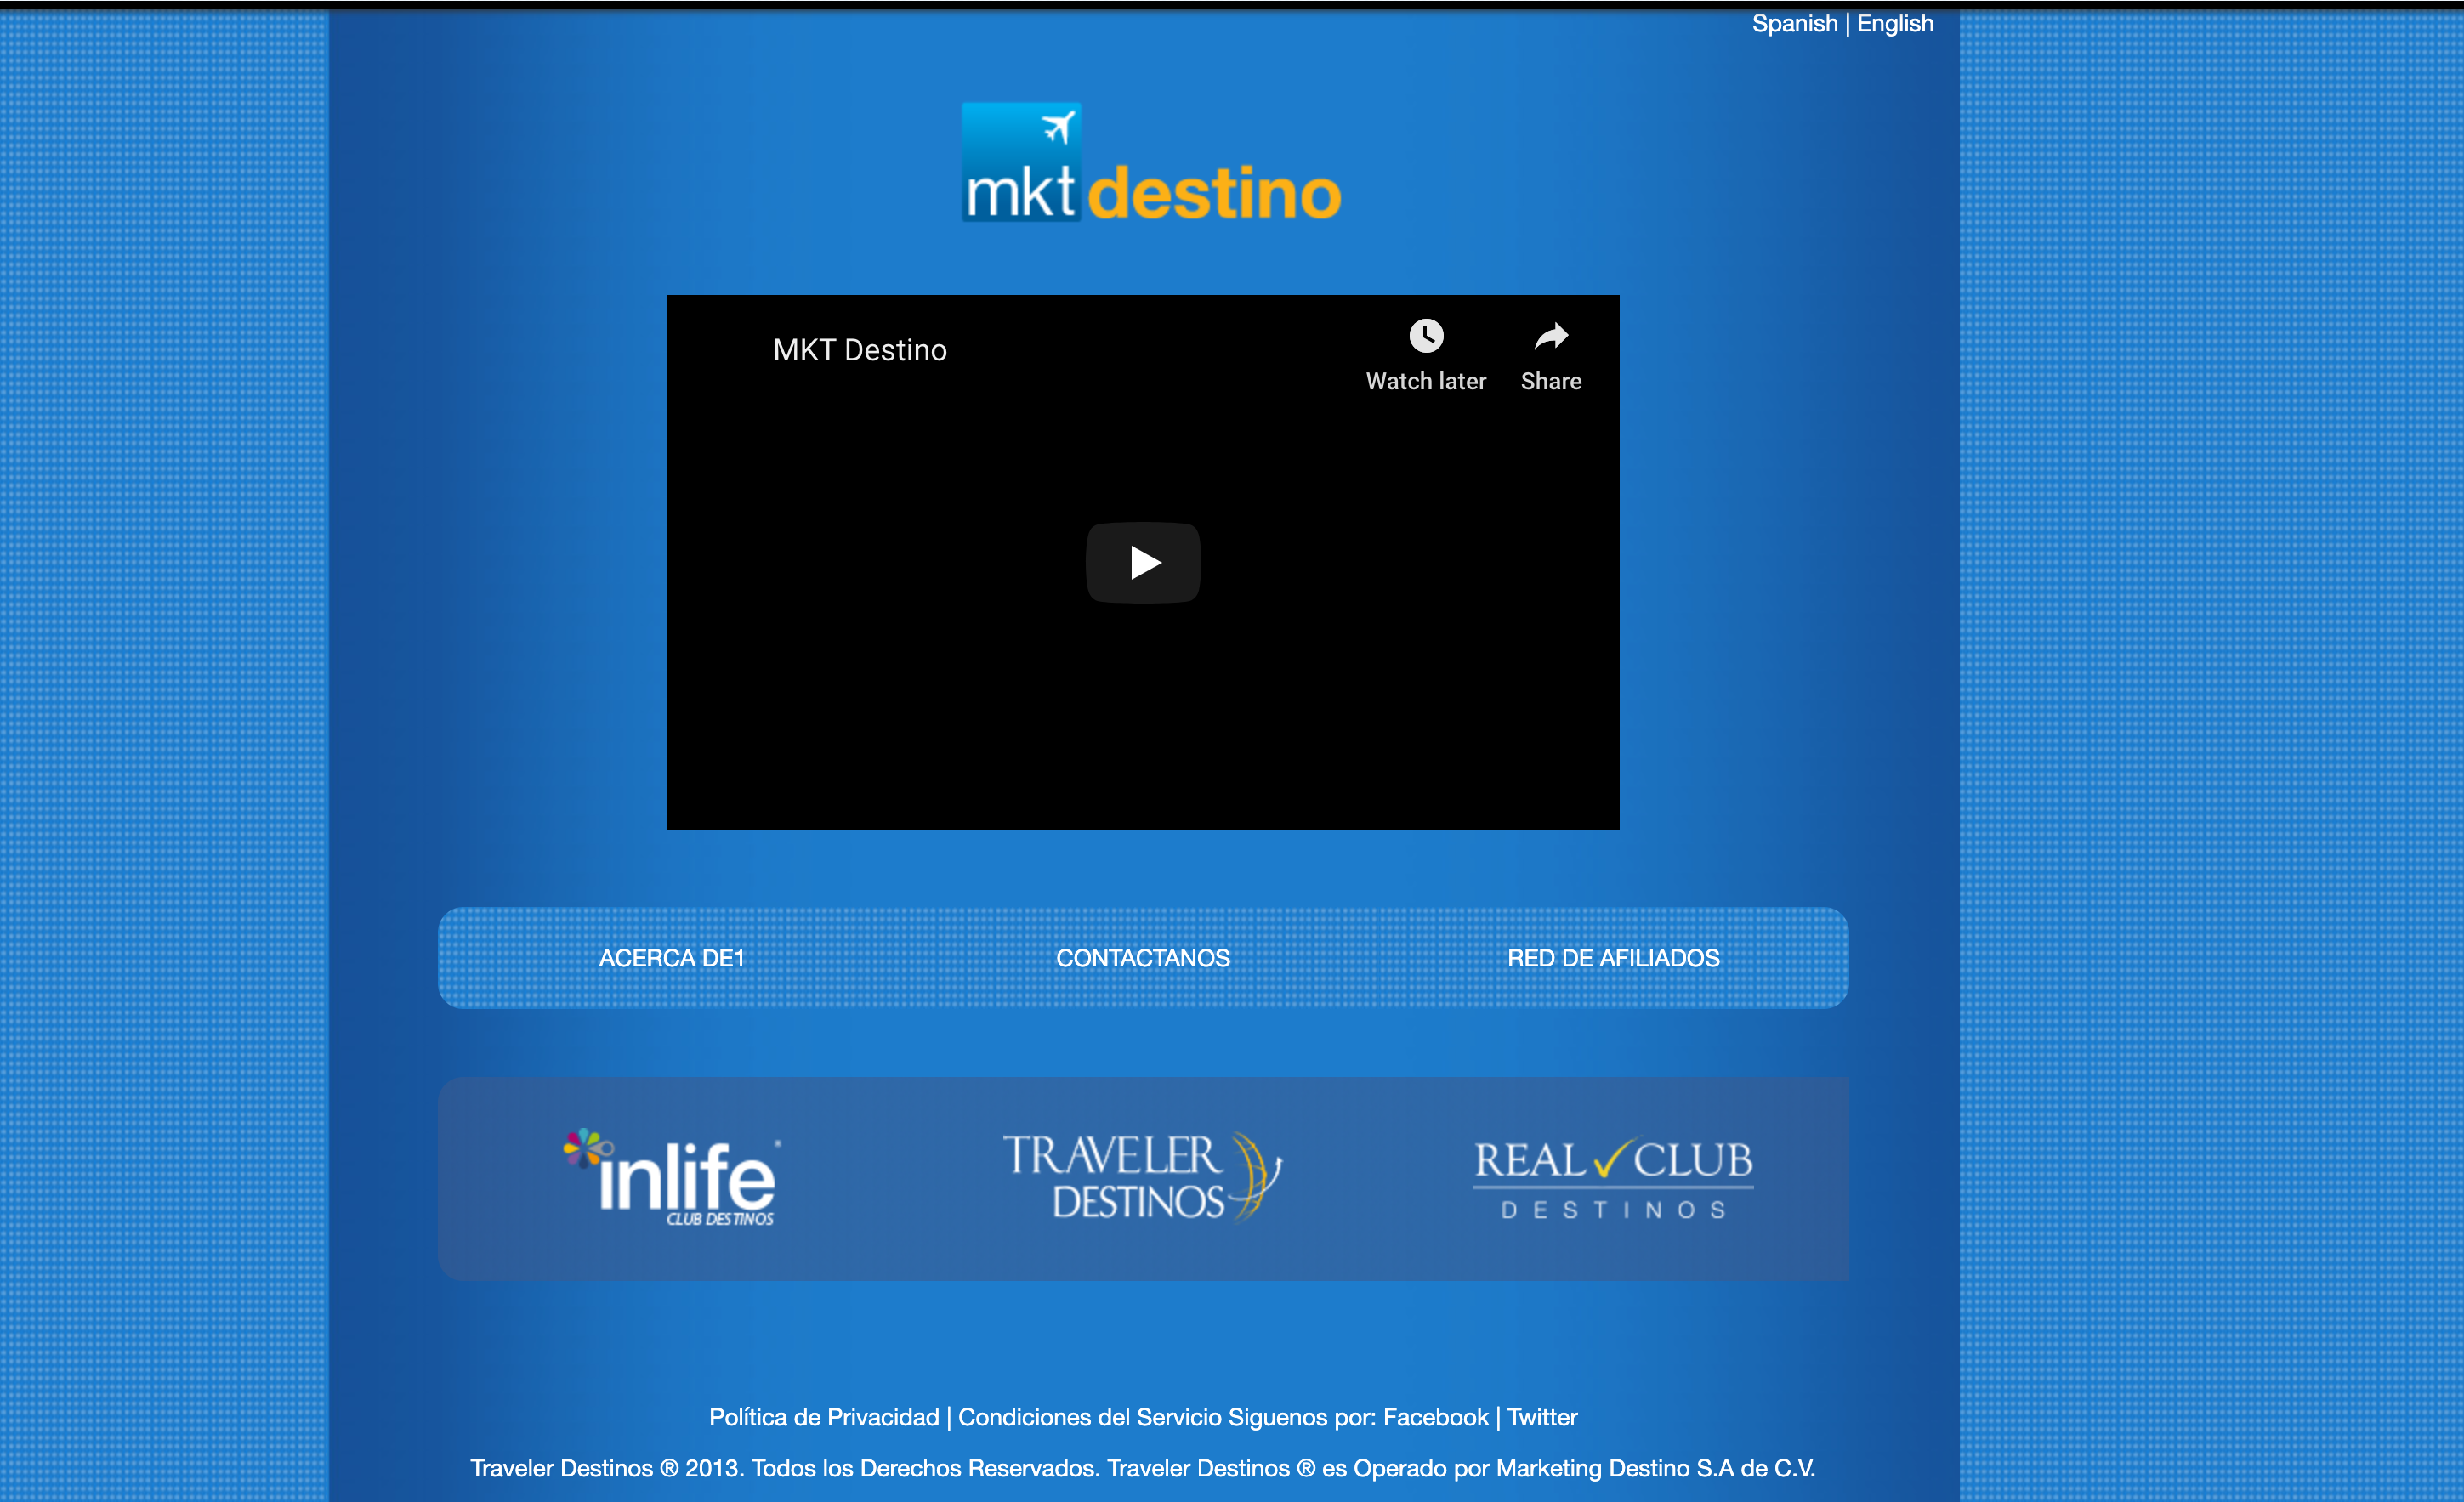 Spanish | English
mkt destino
MKT Destino
Watch later
Share
ACERCA DE1
CONTACTANOS
RED DE AFILIADOS
inlife
CLUB DESTINOS
TRAVELER
DESTINOS
REAL CLUB
DESTINOS
Política de Privacidad | Condiciones del Servicio Siguenos por: Facebook | Twitter
Traveler Destinos ® 2013. Todos los Derechos Reservados. Traveler Destinos ® es Operado por Marketing Destino S.A de C.V.